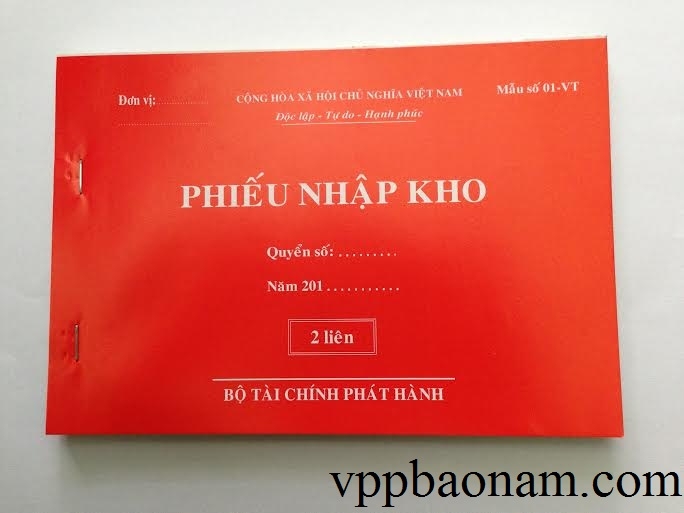 Đơn vị:................
CỘNG HÒA XÃ HỘI CHỦ NGHĨA VIỆT NAM
Mẫu số 01-VT
Độc lập - Tự do - Hạnh phúc
PHIẾU NHẬP KHO
Quyển số: .........
Năm 201 ...........
2 liên
BỘ TÀI CHÍNH PHÁT HÀNH
vppbaonam.com